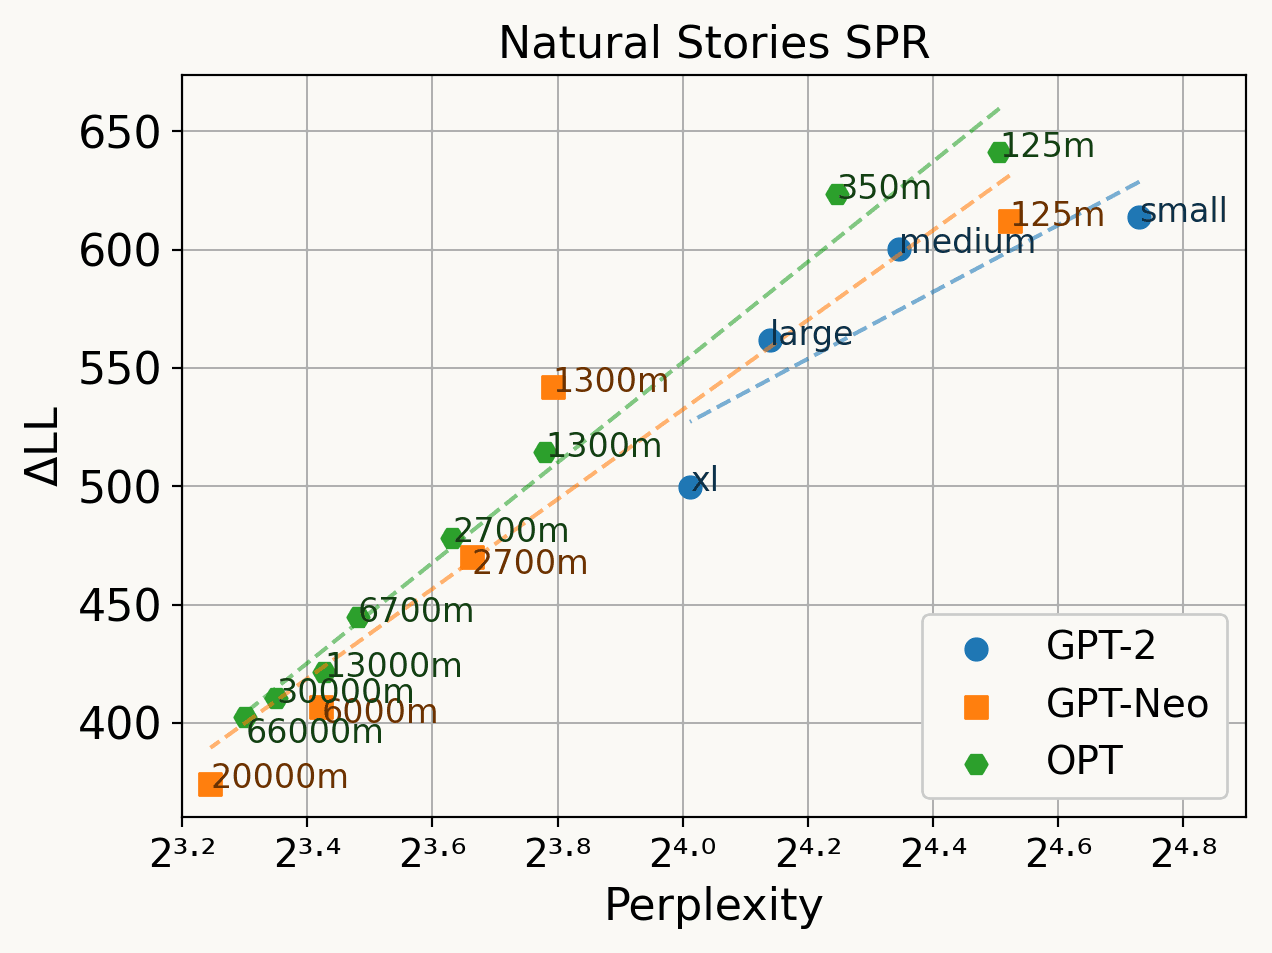 Natural Stories SPR
650
600
550
500
450
400
ΔLL
125m
350m
125m
small
medium
large
1300m
1300m
xl
2700m
2700m
6700m
13000m
30000m
6000m
66000m
20000m
GPT-2
GPT-Neo
OPT
2³·² 2³·⁴ 2³·⁶ 2³·⁸ 2⁴·⁰ 2⁴·² 2⁴·⁴ 2⁴·⁶ 2⁴·⁸
Perplexity